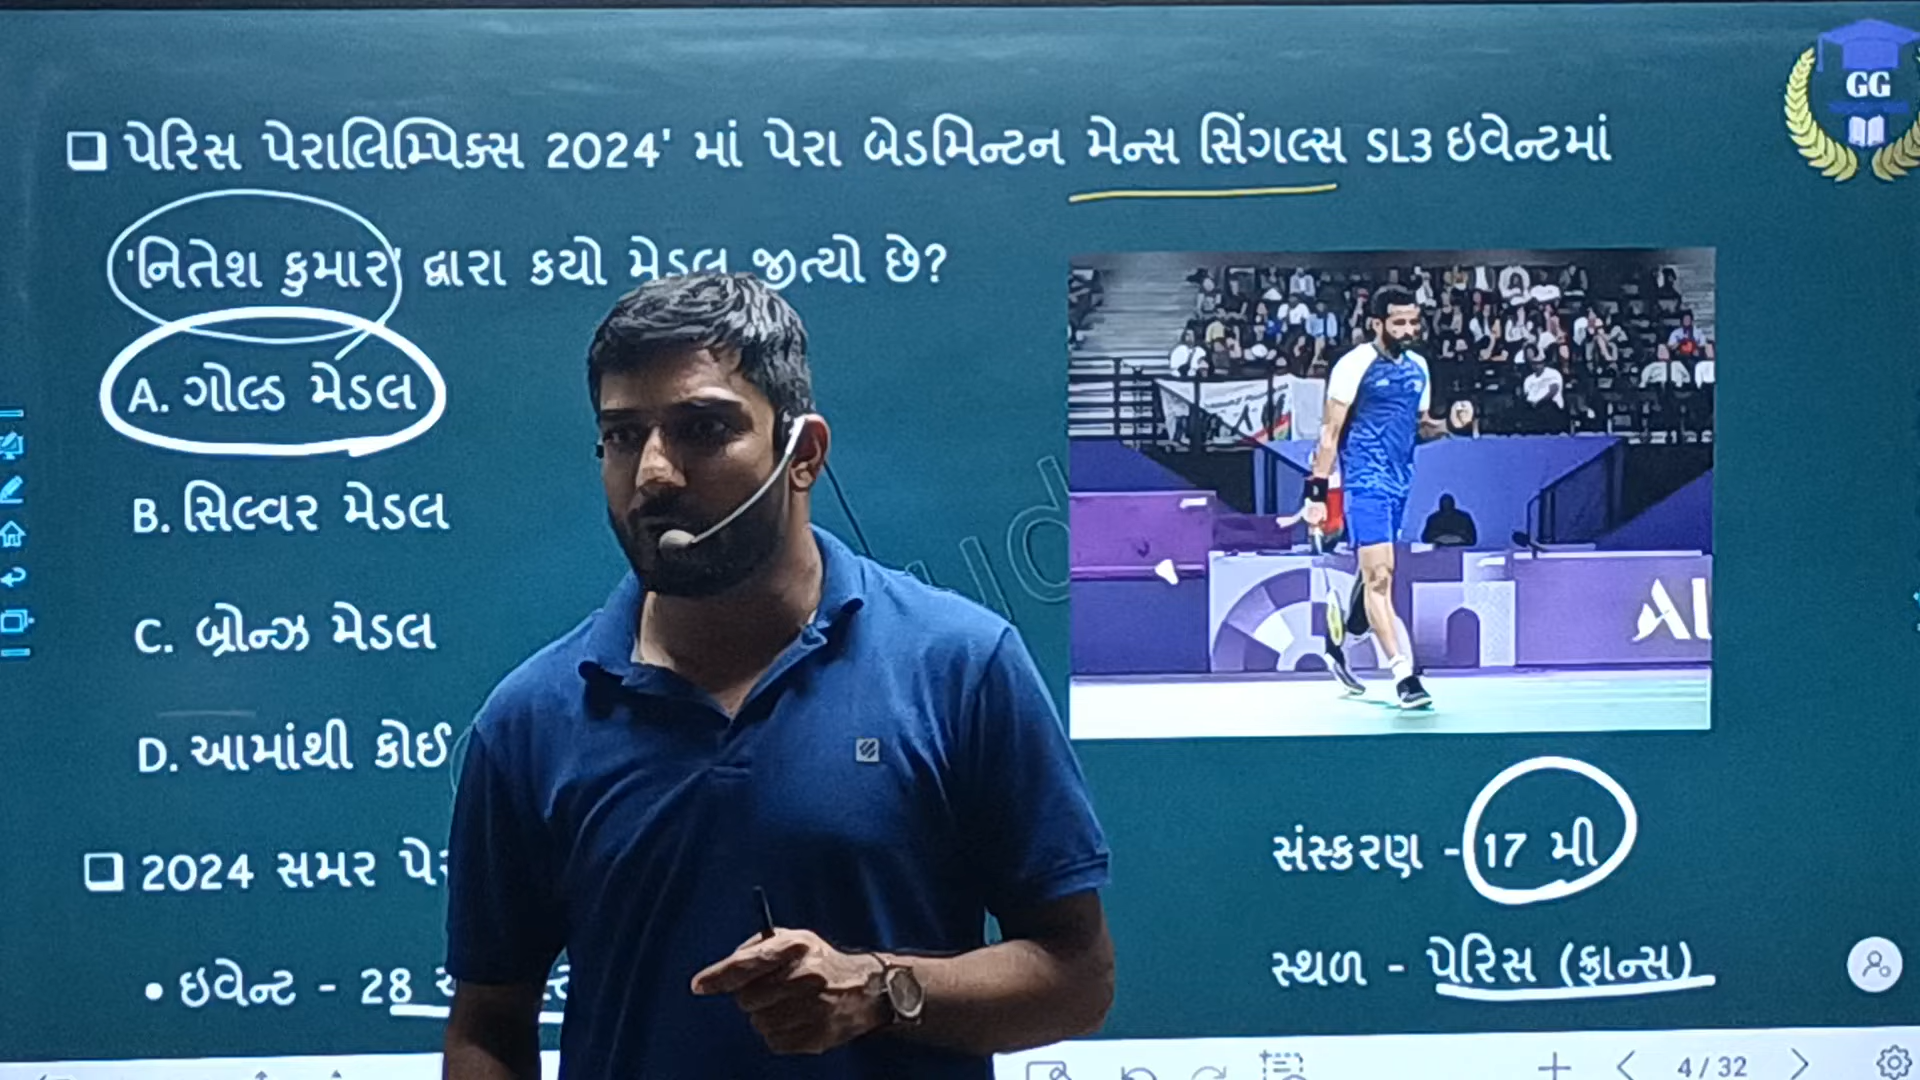 GG
પેરિસ પેરાલિમ્પિક્સ 2024' માં પેરા બેડમિન્ટન મેન્સ સિંગલ્સ SL3 ઇવેન્ટમાં
'નિતેશ કુમાર' દ્વારા કયો મેડલ જીત્યો છે?
A. ગોલ્ડ મેડલ
B. સિલ્વર મેડલ
C. બ્રોન્ઝ મેડલ
D. આમાંથી કોઈ
2024 સમર
સંસ્કરણ - 17 મી
• ઇવેન્ટ - 28
સ્થળ - પેરિસ (ફ્રાન્સ)
4 / 32